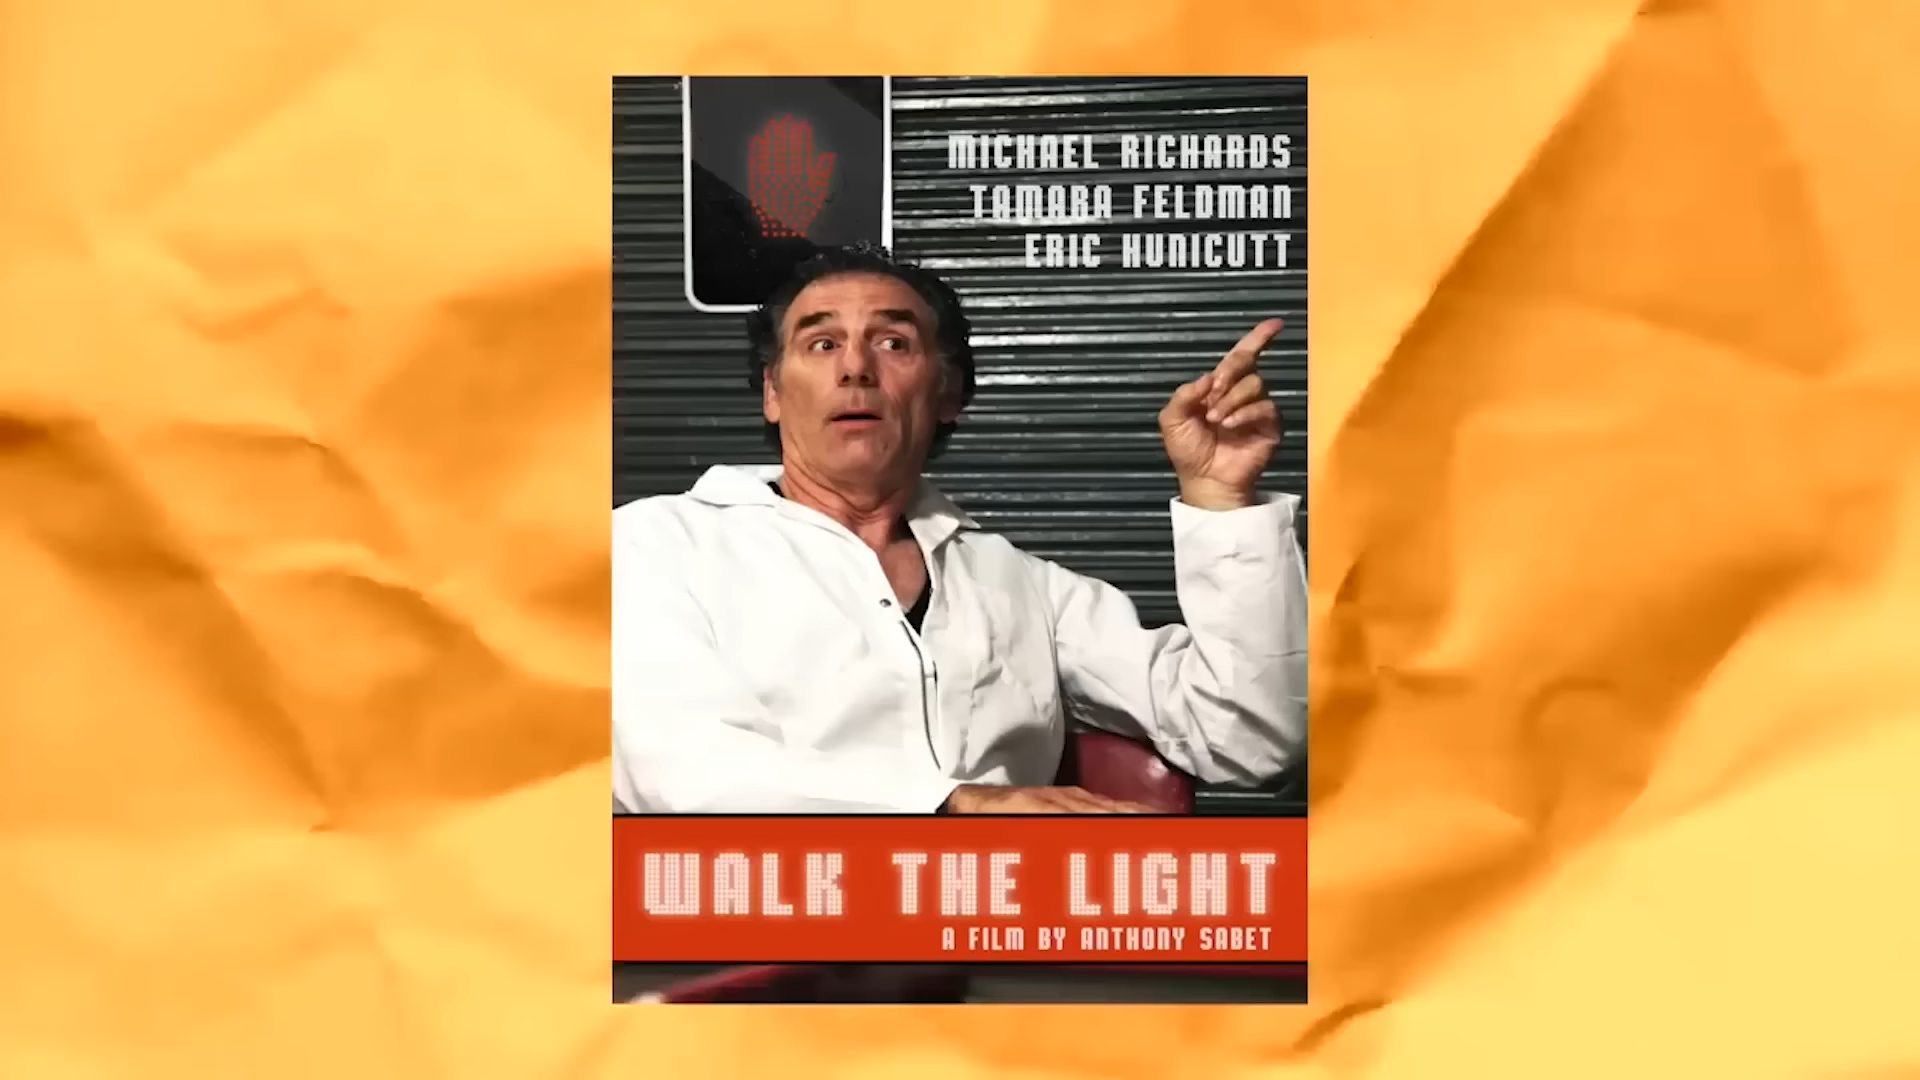 MICHAEL RICHARDS
TAMARA FELDMAN
ERIC HUNICUTT
WALK THE LIGHT
A FILM BY ANTHONY SABET